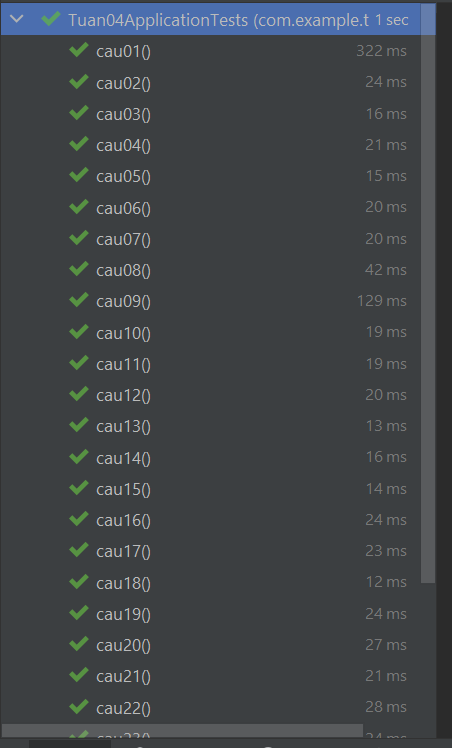 Tuan04ApplicationTests (com.example.t 1 sec
cau01() 322 ms
cau02() 24 ms
cau03() 16 ms
cau04() 21 ms
cau05() 15 ms
cau06() 20 ms
cau07() 20 ms
cau08() 42 ms
cau09() 129 ms
cau10() 19 ms
cau11() 19 ms
cau12() 20 ms
cau13() 13 ms
cau14() 16 ms
cau15() 14 ms
cau16() 24 ms
cau17() 23 ms
cau18() 12 ms
cau19() 24 ms
cau20() 27 ms
cau21() 21 ms
cau22() 28 ms